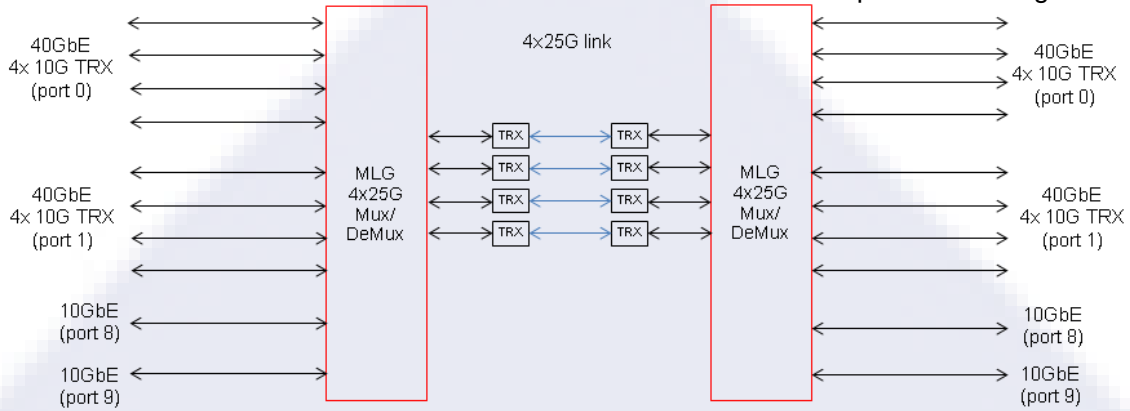 4x25G link
40GbE
4x 10G TRX
(port 0)
40GbE
4x 10G TRX
(port 1)
10GbE
(port 8)
10GbE
(port 9)
MLG
4x25G
Mux/
DeMux
TRX TRX
TRX TRX
TRX TRX
TRX TRX
MLG
4x25G
Mux/
DeMux
40GbE
4x 10G TRX
(port 0)
40GbE
4x 10G TRX
(port 1)
10GbE
(port 8)
10GbE
(port 9)